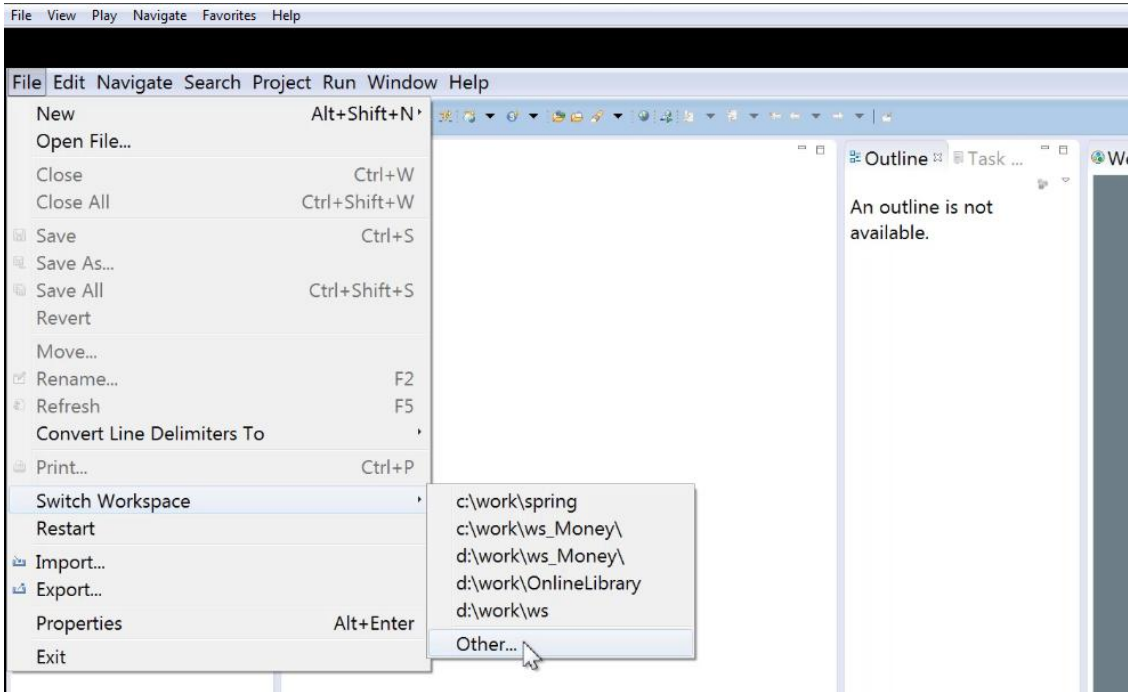 File View Play Navigate Favorites Help
File Edit Navigate Search Project Run Window Help
New Alt+Shift+N
Open File...
Close Ctrl+W
Close All Ctrl+Shift+W
Save Ctrl+S
Save As...
Save All Ctrl+Shift+S
Revert
Move...
Rename... F2
Refresh F5
Convert Line Delimiters To
Print... Ctrl+P
Switch Workspace
Restart
Import...
Export...
Properties Alt+Enter
Exit
c:\work\spring
c:\work\ws_Money\
d:\work\ws_Money\
d:\work\OnlineLibrary
d:\work\ws
Other...
Outline Task ...
An outline is not
available.